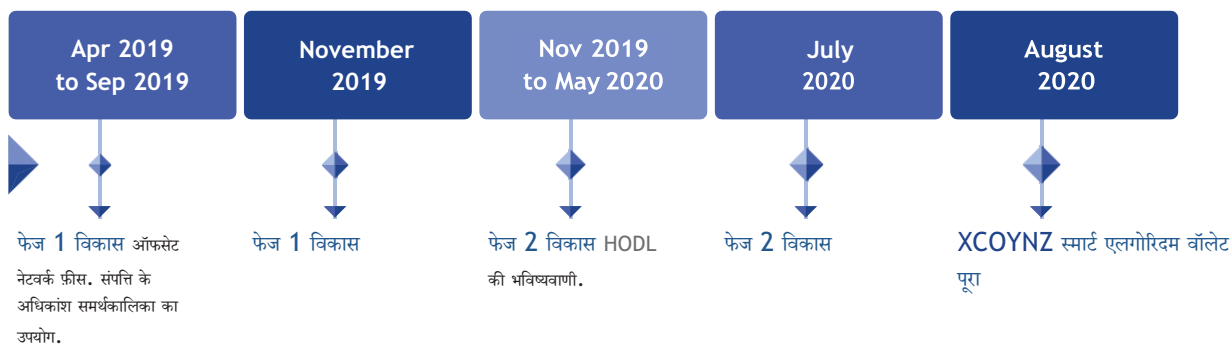 Apr 2019
to Sep 2019
November
2019
Nov 2019
to May 2020
July
2020
August
2020
फेज 1 विकास ऑफसेट
नेटवर्क फ़ीस. संपत्ति के
अधिकांश समर्थकालिका का
उपयोग.
फेज 1 विकास
फेज 2 विकास HODL
की भविष्यवाणी.
फेज 2 विकास
XCOYNZ स्मार्ट एलगोरिदम वॉलेट
पूरा